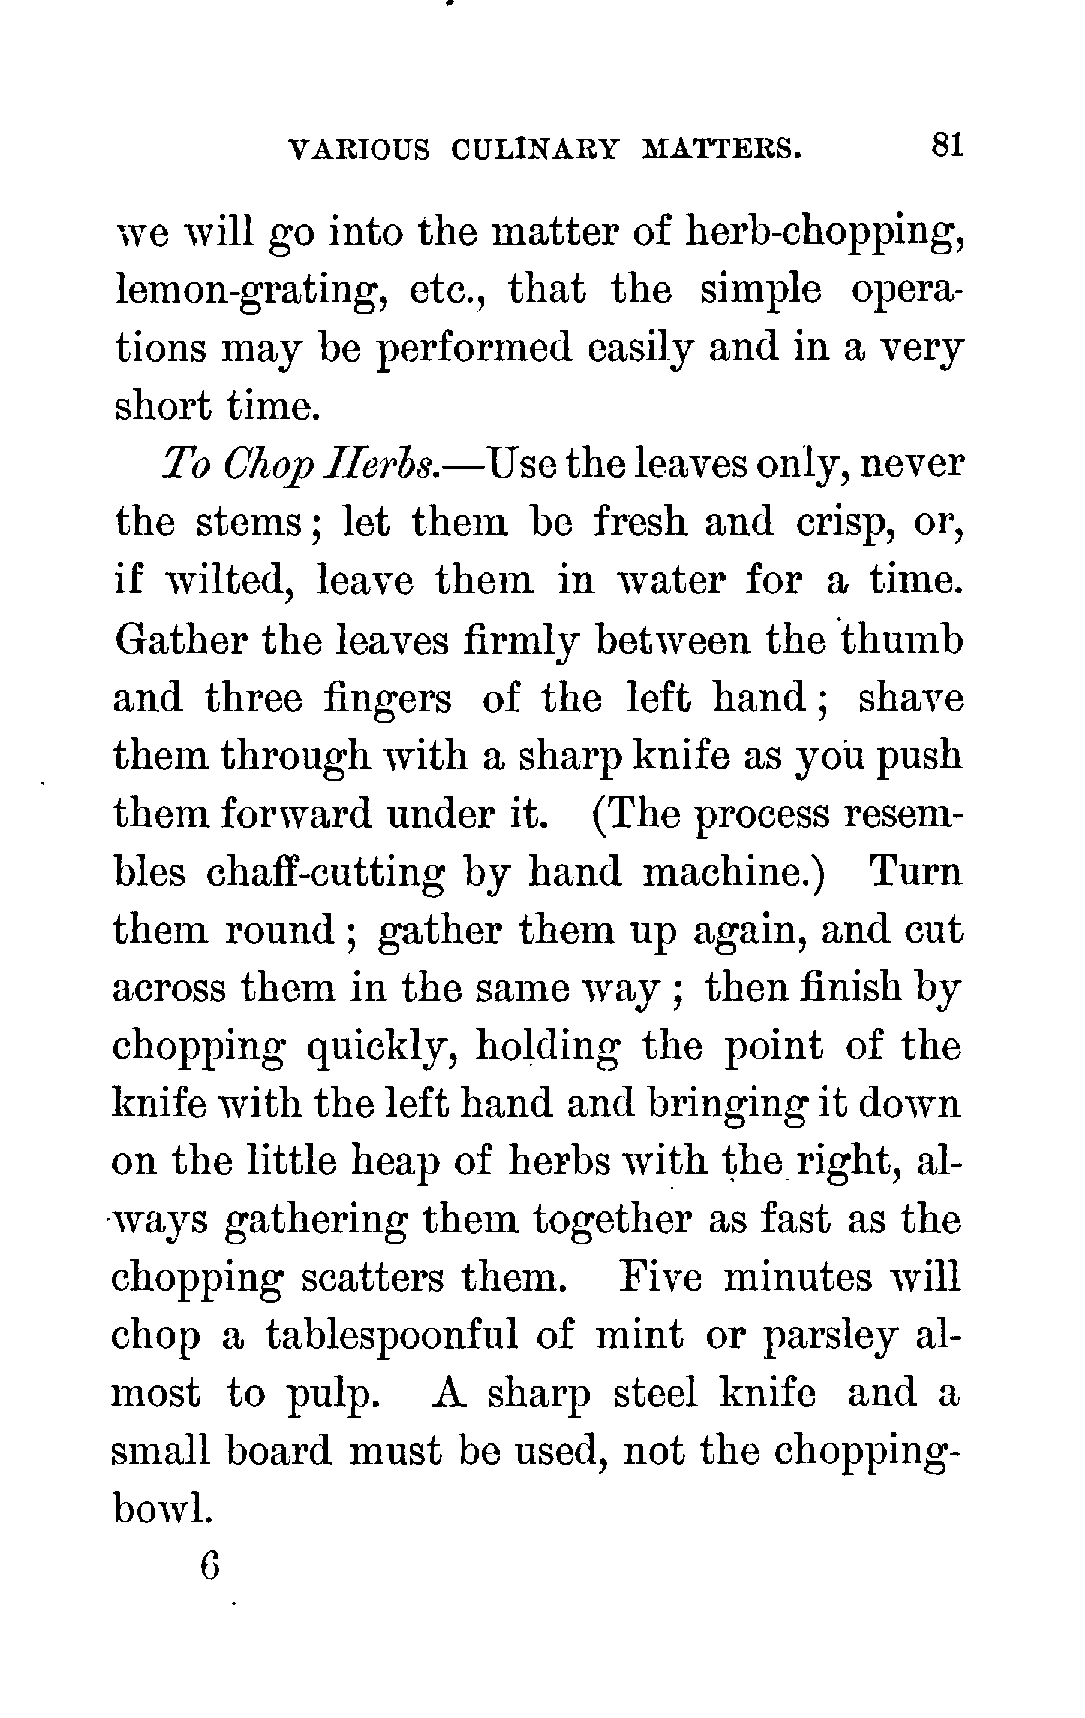 VARIOUS CULINARY MATTERS. 81
we will go into the matter of herb-chopping,
lemon-grating, etc., that the simple opera-
tions may be performed easily and in a very
short time.
To Chop Herbs.—Use the leaves only, never
the stems; let them be fresh and crisp, or,
if wilted, leave them in water for a time.
Gather the leaves firmly between the thumb
and three fingers of the left hand; shave
them through with a sharp knife as you push
them forward under it. (The process resem-
bles chaff-cutting by hand machine.) Turn
them round; gather them up again, and cut
across them in the same way; then finish by
chopping quickly, holding the point of the
knife with the left hand and bringing it down
on the little heap of herbs with the right, al-
ways gathering them together as fast as the
chopping scatters them. Five minutes will
chop a tablespoonful of mint or parsley al-
most to pulp. A sharp steel knife and a
small board must be used, not the chopping-
bowl.
6